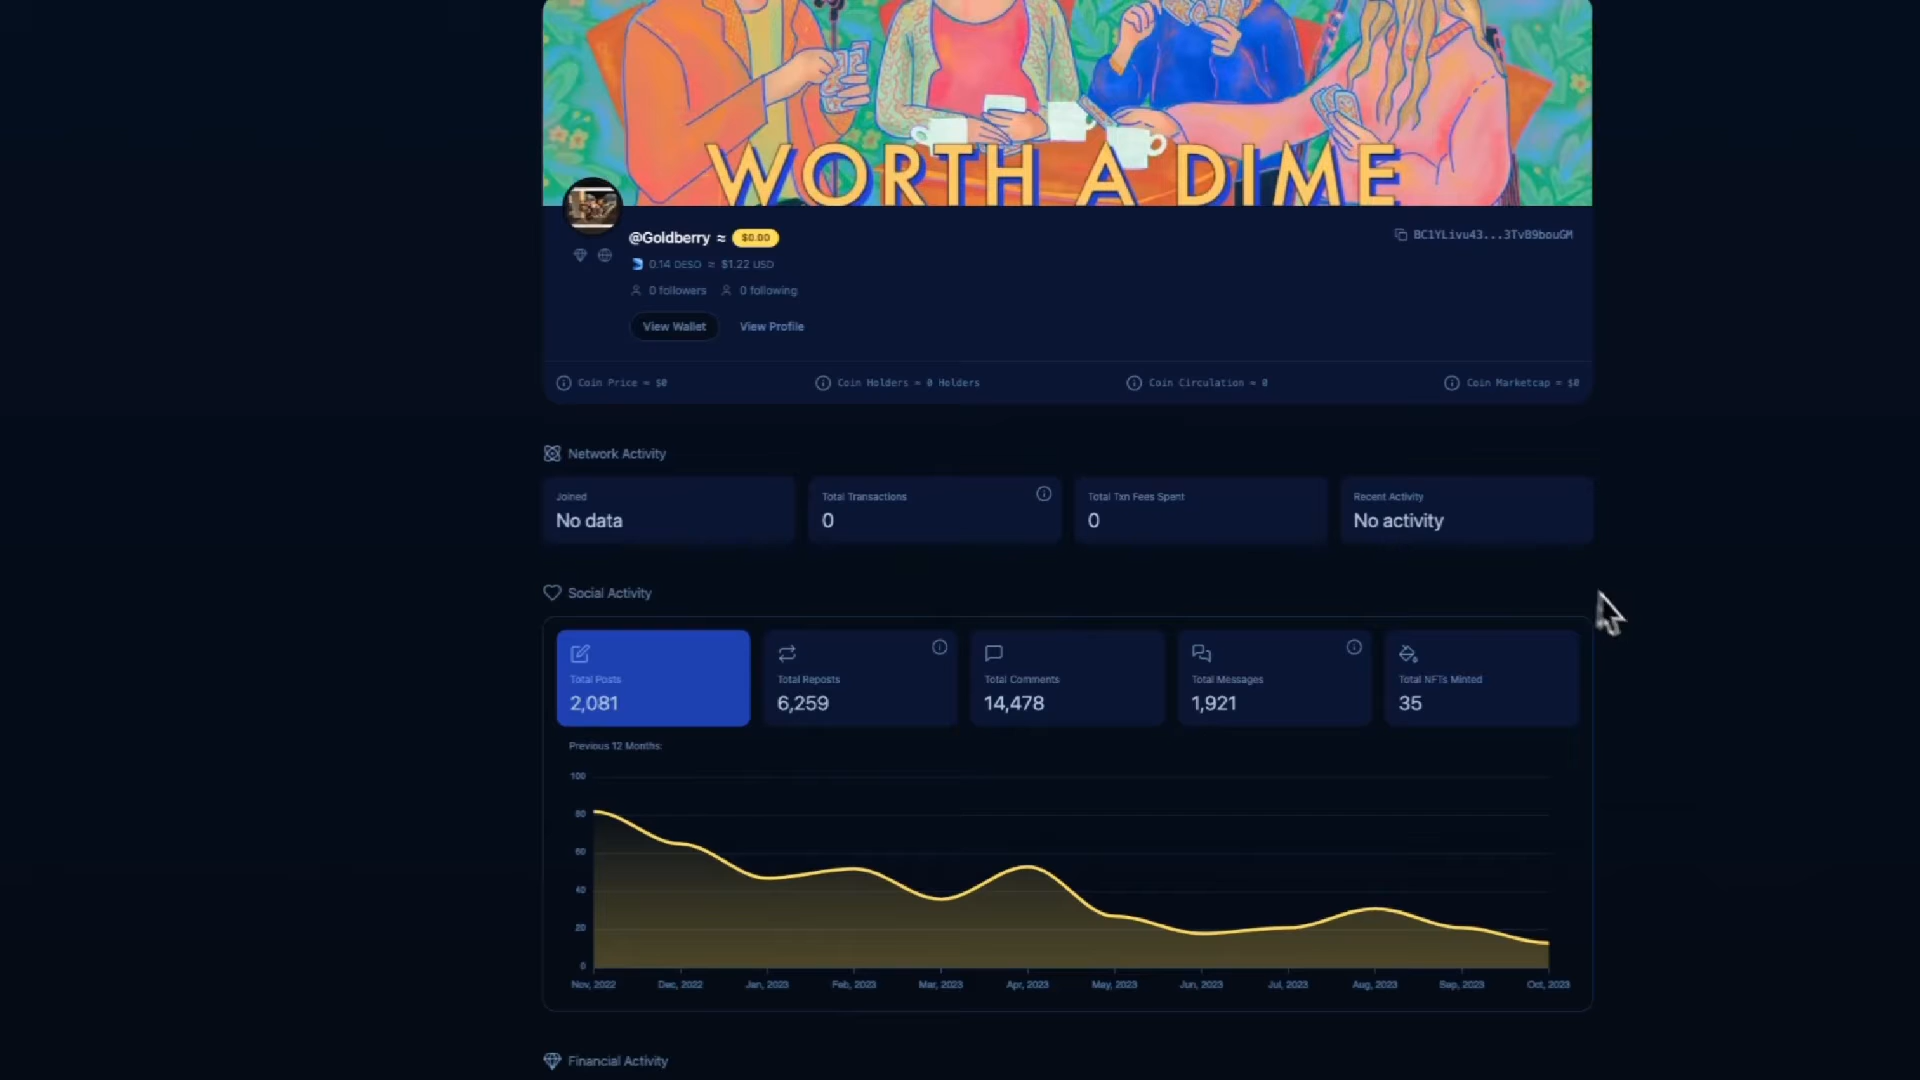 WORTH A DIME
@Goldberry ≈ $0.00
BC1YLivu43...3TvB9bouGM
0.14 DESO ≈ $1.22 USD
0 followers 0 following
View Wallet View Profile
Coin Price ≈ $0 Coin Holders ≈ 0 Holders Coin Circulation ≈ 0 Coin Marketcap ≈ $0
Network Activity
Joined
No data
Total Transactions
0
Total Txn Fees Spent
0
Recent Activity
No activity
Social Activity
Total Posts
2,081
Total Reposts
6,259
Total Comments
14,478
Total Messages
1,921
Total NFTs Minted
35
Previous 12 Months:
100
80
60
40
20
0
Nov, 2022 Dec, 2022 Jan, 2023 Feb, 2023 Mar, 2023 Apr, 2023 May, 2023 Jun, 2023 Jul, 2023 Aug, 2023 Sep, 2023 Oct, 2023
Financial Activity